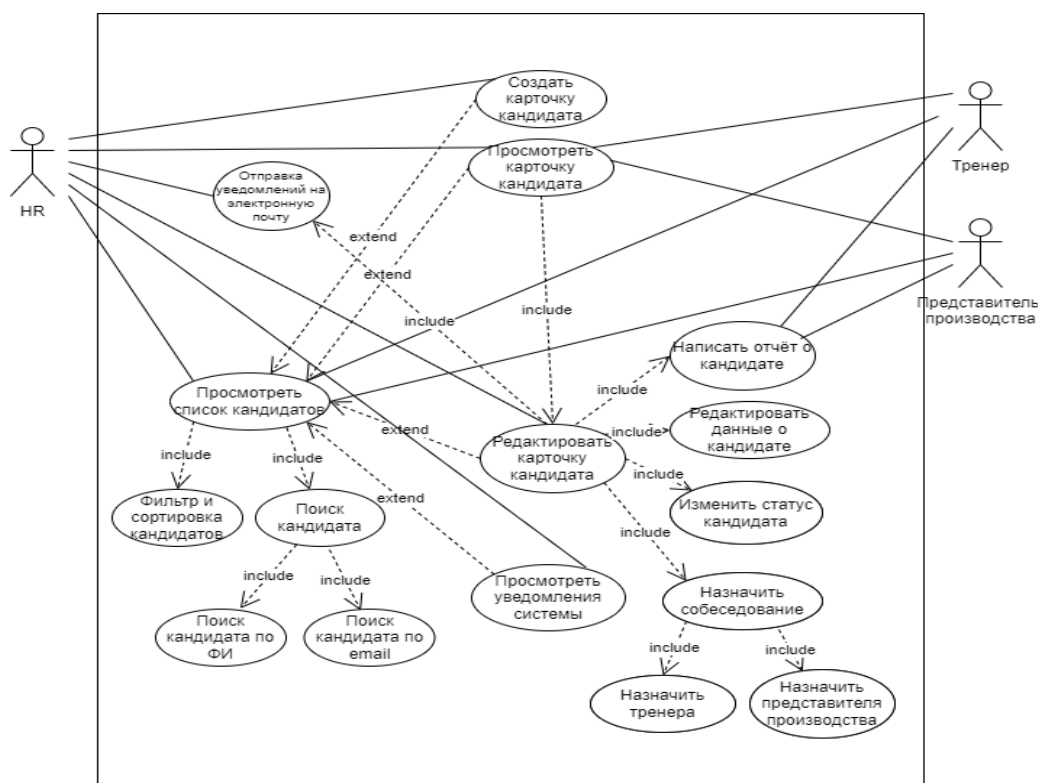 Создать
карточку
кандидата
Просмотреть
карточку
кандидата
HR
Отправка
уведомлений на
электронную
почту
Тренер
Представитель
производства
extend
extend
include
include
Написать отчёт о
кандидате
include
Просмотреть
список кандидатов
extend
Редактировать
карточку
кандидата
include
Редактировать
данные о
кандидате
include
include
include
Фильтр и
сортировка
кандидатов
Поиск
кандидата
extend
Изменить статус
кандидата
include
include
include
Просмотреть
уведомления
системы
Назначить
собеседование
Поиск
кандидата по
ФИ
Поиск
кандидата по
email
include
include
Назначить
тренера
Назначить
представителя
производства